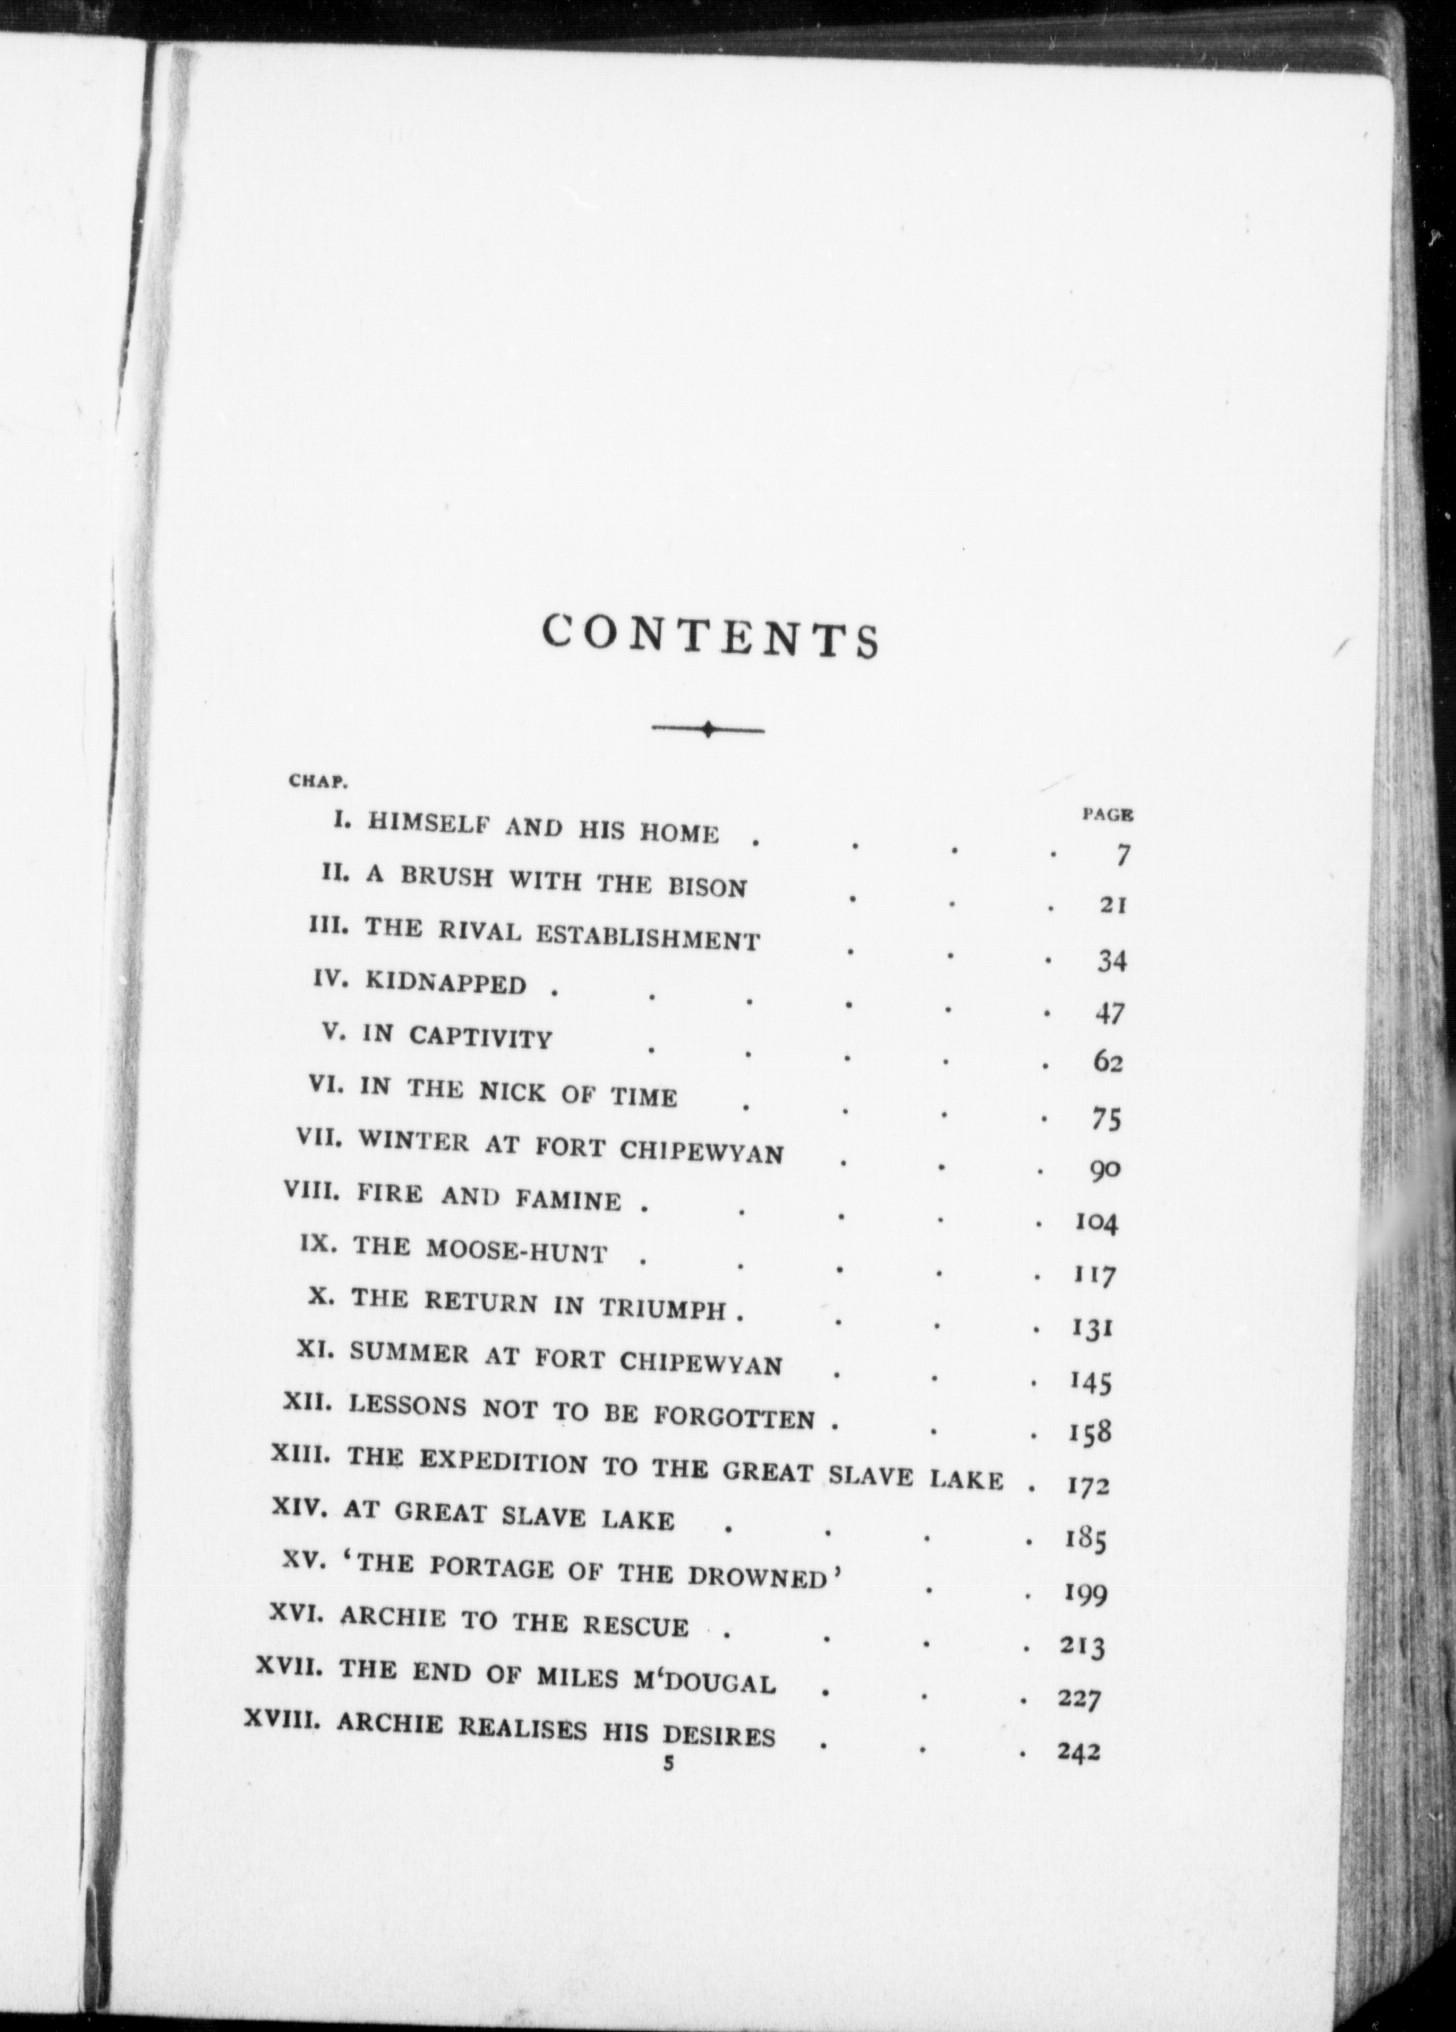 CONTENTS
CHAP. PAGE
I. HIMSELF AND HIS HOME . . . . 7
II. A BRUSH WITH THE BISON . . . 21
III. THE RIVAL ESTABLISHMENT . . . 34
IV. KIDNAPPED . . . . . . 47
V. IN CAPTIVITY . . . . . 62
VI. IN THE NICK OF TIME . . . . 75
VII. WINTER AT FORT CHIPEWYAN . . . 90
VIII. FIRE AND FAMINE . . . . . 104
IX. THE MOOSE-HUNT . . . . . 117
X. THE RETURN IN TRIUMPH . . . . 131
XI. SUMMER AT FORT CHIPEWYAN . . . 145
XII. LESSONS NOT TO BE FORGOTTEN . . . 158
XIII. THE EXPEDITION TO THE GREAT SLAVE LAKE . 172
XIV. AT GREAT SLAVE LAKE . . . . 185
XV. ‘THE PORTAGE OF THE DROWNED’ . . 199
XVI. ARCHIE TO THE RESCUE . . . . 213
XVII. THE END OF MILES M‘DOUGAL . . . 227
XVIII. ARCHIE REALISES HIS DESIRES . . . 242
5